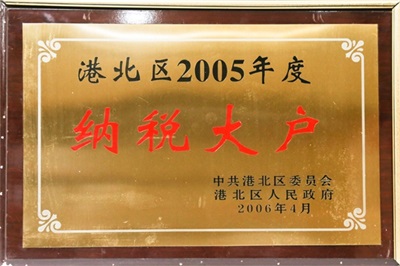 港北区2005年度
纳税大户
中共港北区委员会
港北区人民政府
2006年4月